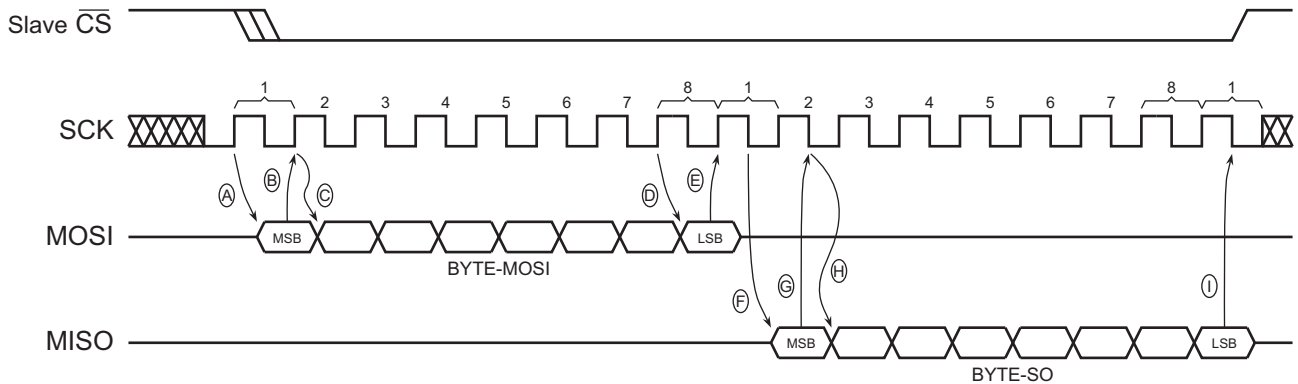 Slave C̅S̅
1 2 3 4 5 6 7 8 1 2 3 4 5 6 7 8 1
SCK
A B C D E
MOSI MSB LSB
BYTE-MOSI
F G H I
MISO MSB LSB
BYTE-SO